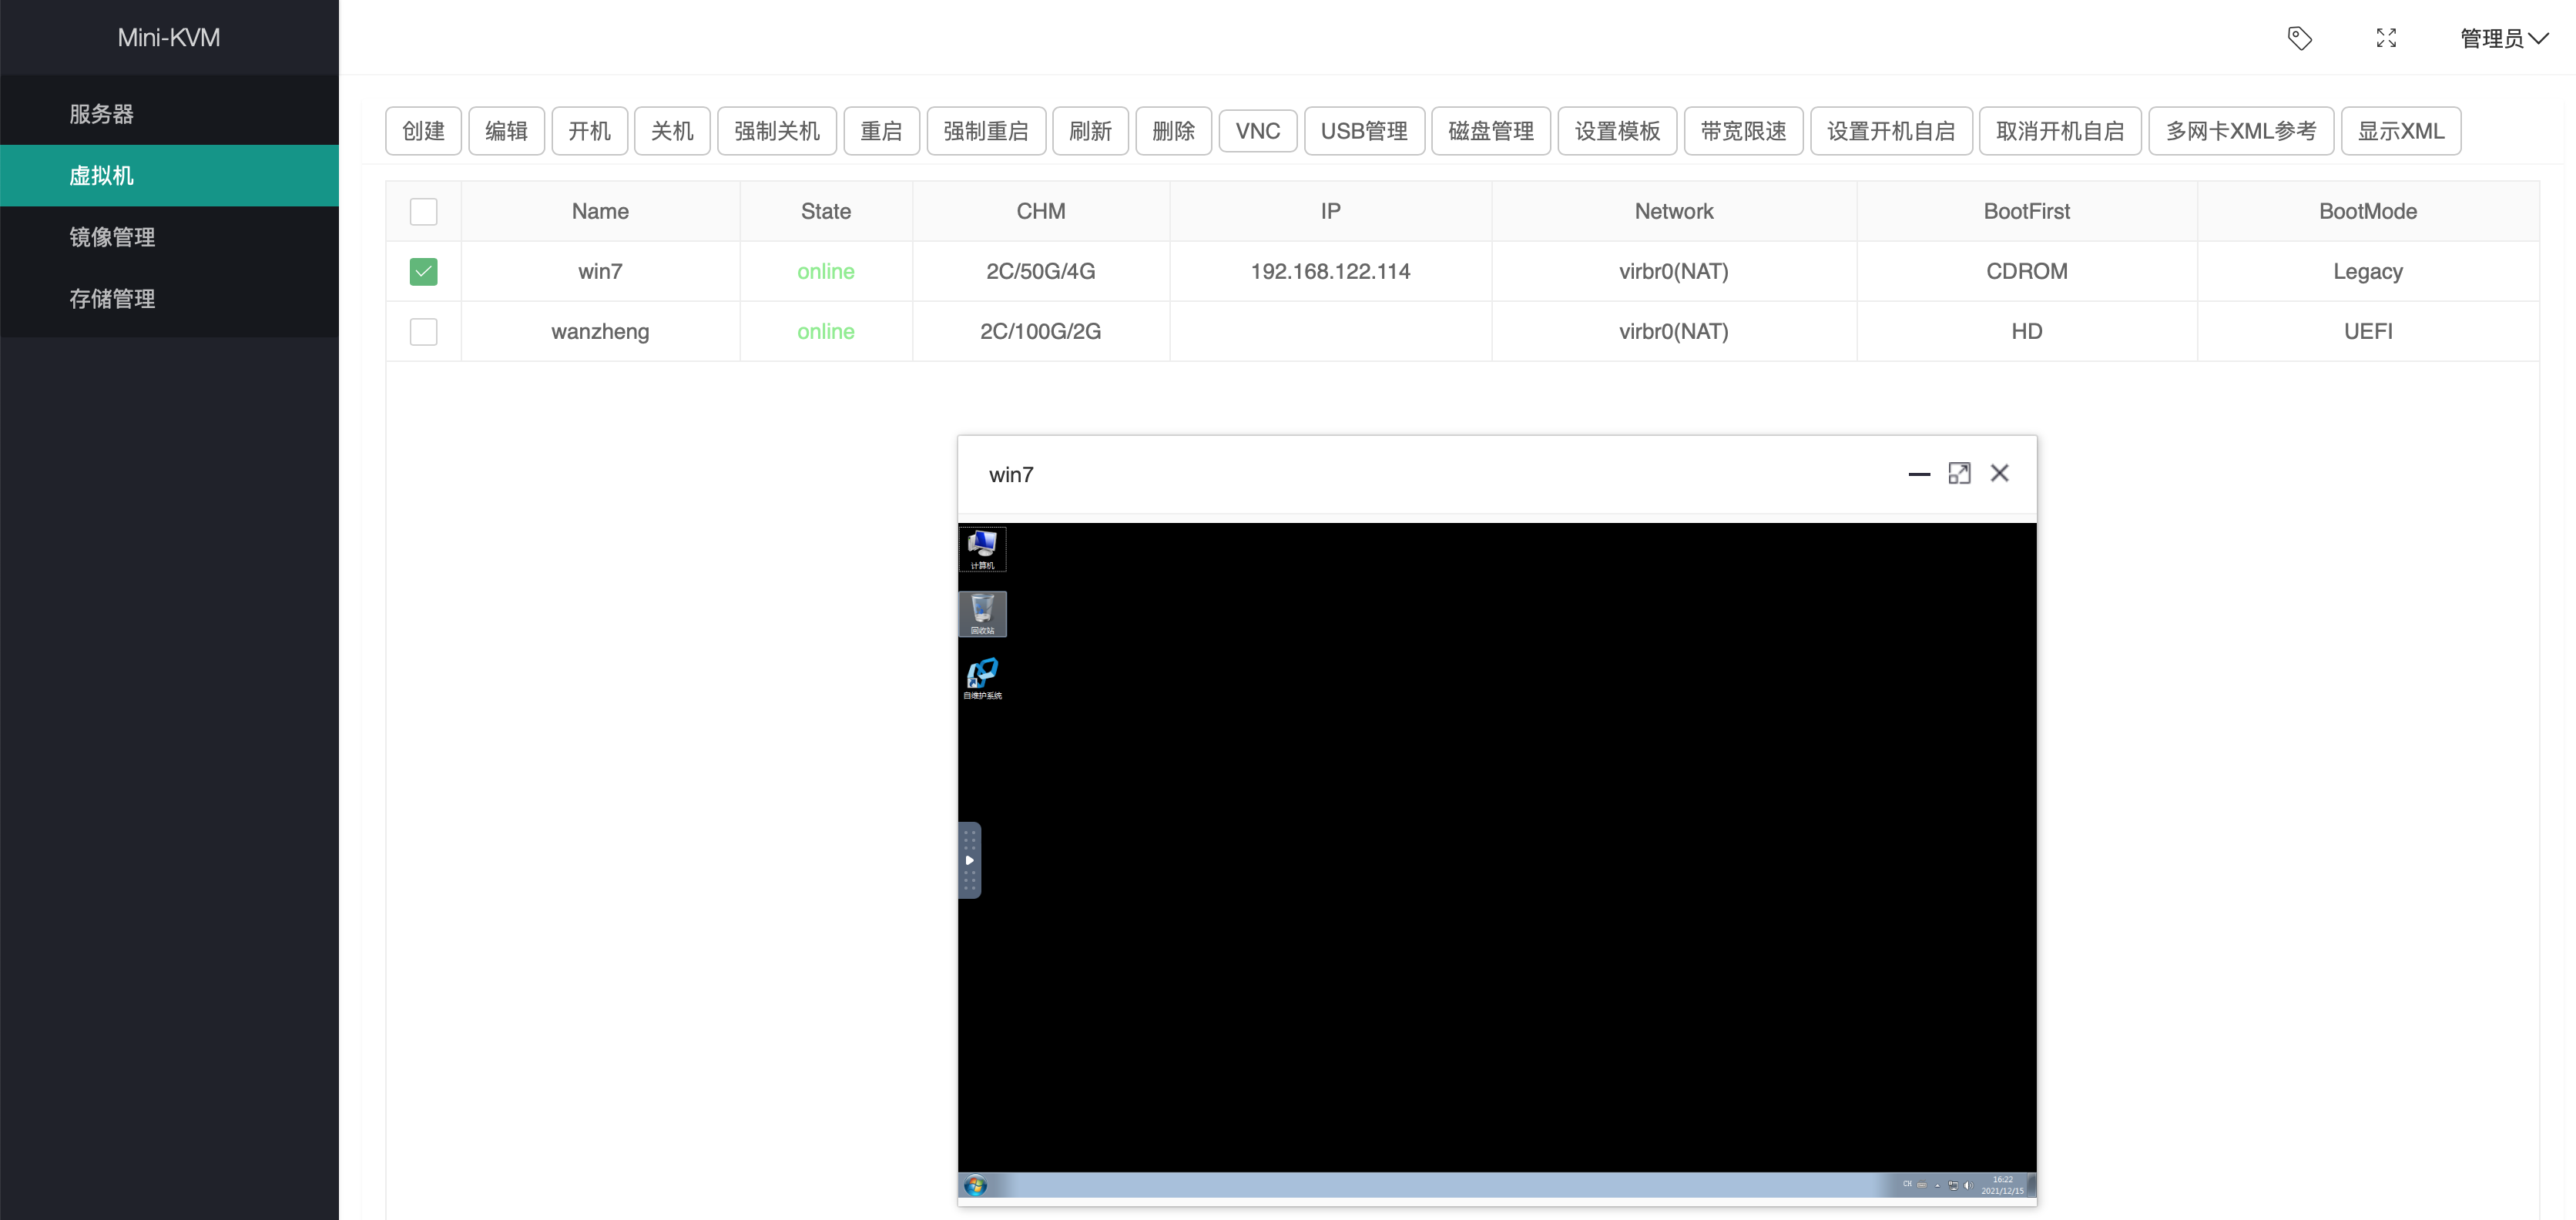 Mini-KVM
管理员
服务器
虚拟机
镜像管理
存储管理
创建 编辑 开机 关机 强制关机 重启 强制重启 刷新 删除 VNC USB管理 磁盘管理 设置模板 带宽限速 设置开机自启 取消开机自启 多网卡XML参考 显示XML
Name State CHM IP Network BootFirst BootMode
win7 online 2C/50G/4G 192.168.122.114 virbr0(NAT) CDROM Legacy
wanzheng online 2C/100G/2G virbr0(NAT) HD UEFI
win7
计算机
回收站
自维护系统
CH
16:22
2021/12/15